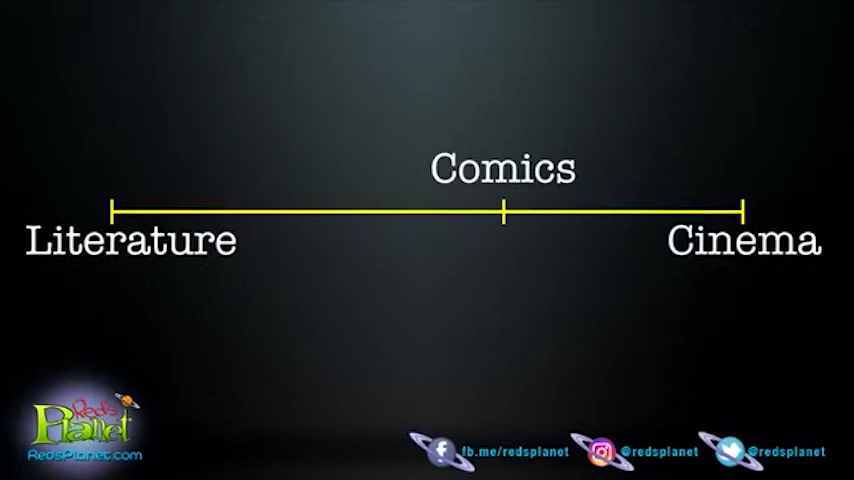 Comics
Literature
Cinema
Red's
Planet
RedsPlanet.com
fb.me/redsplanet
@redsplanet
@redsplanet